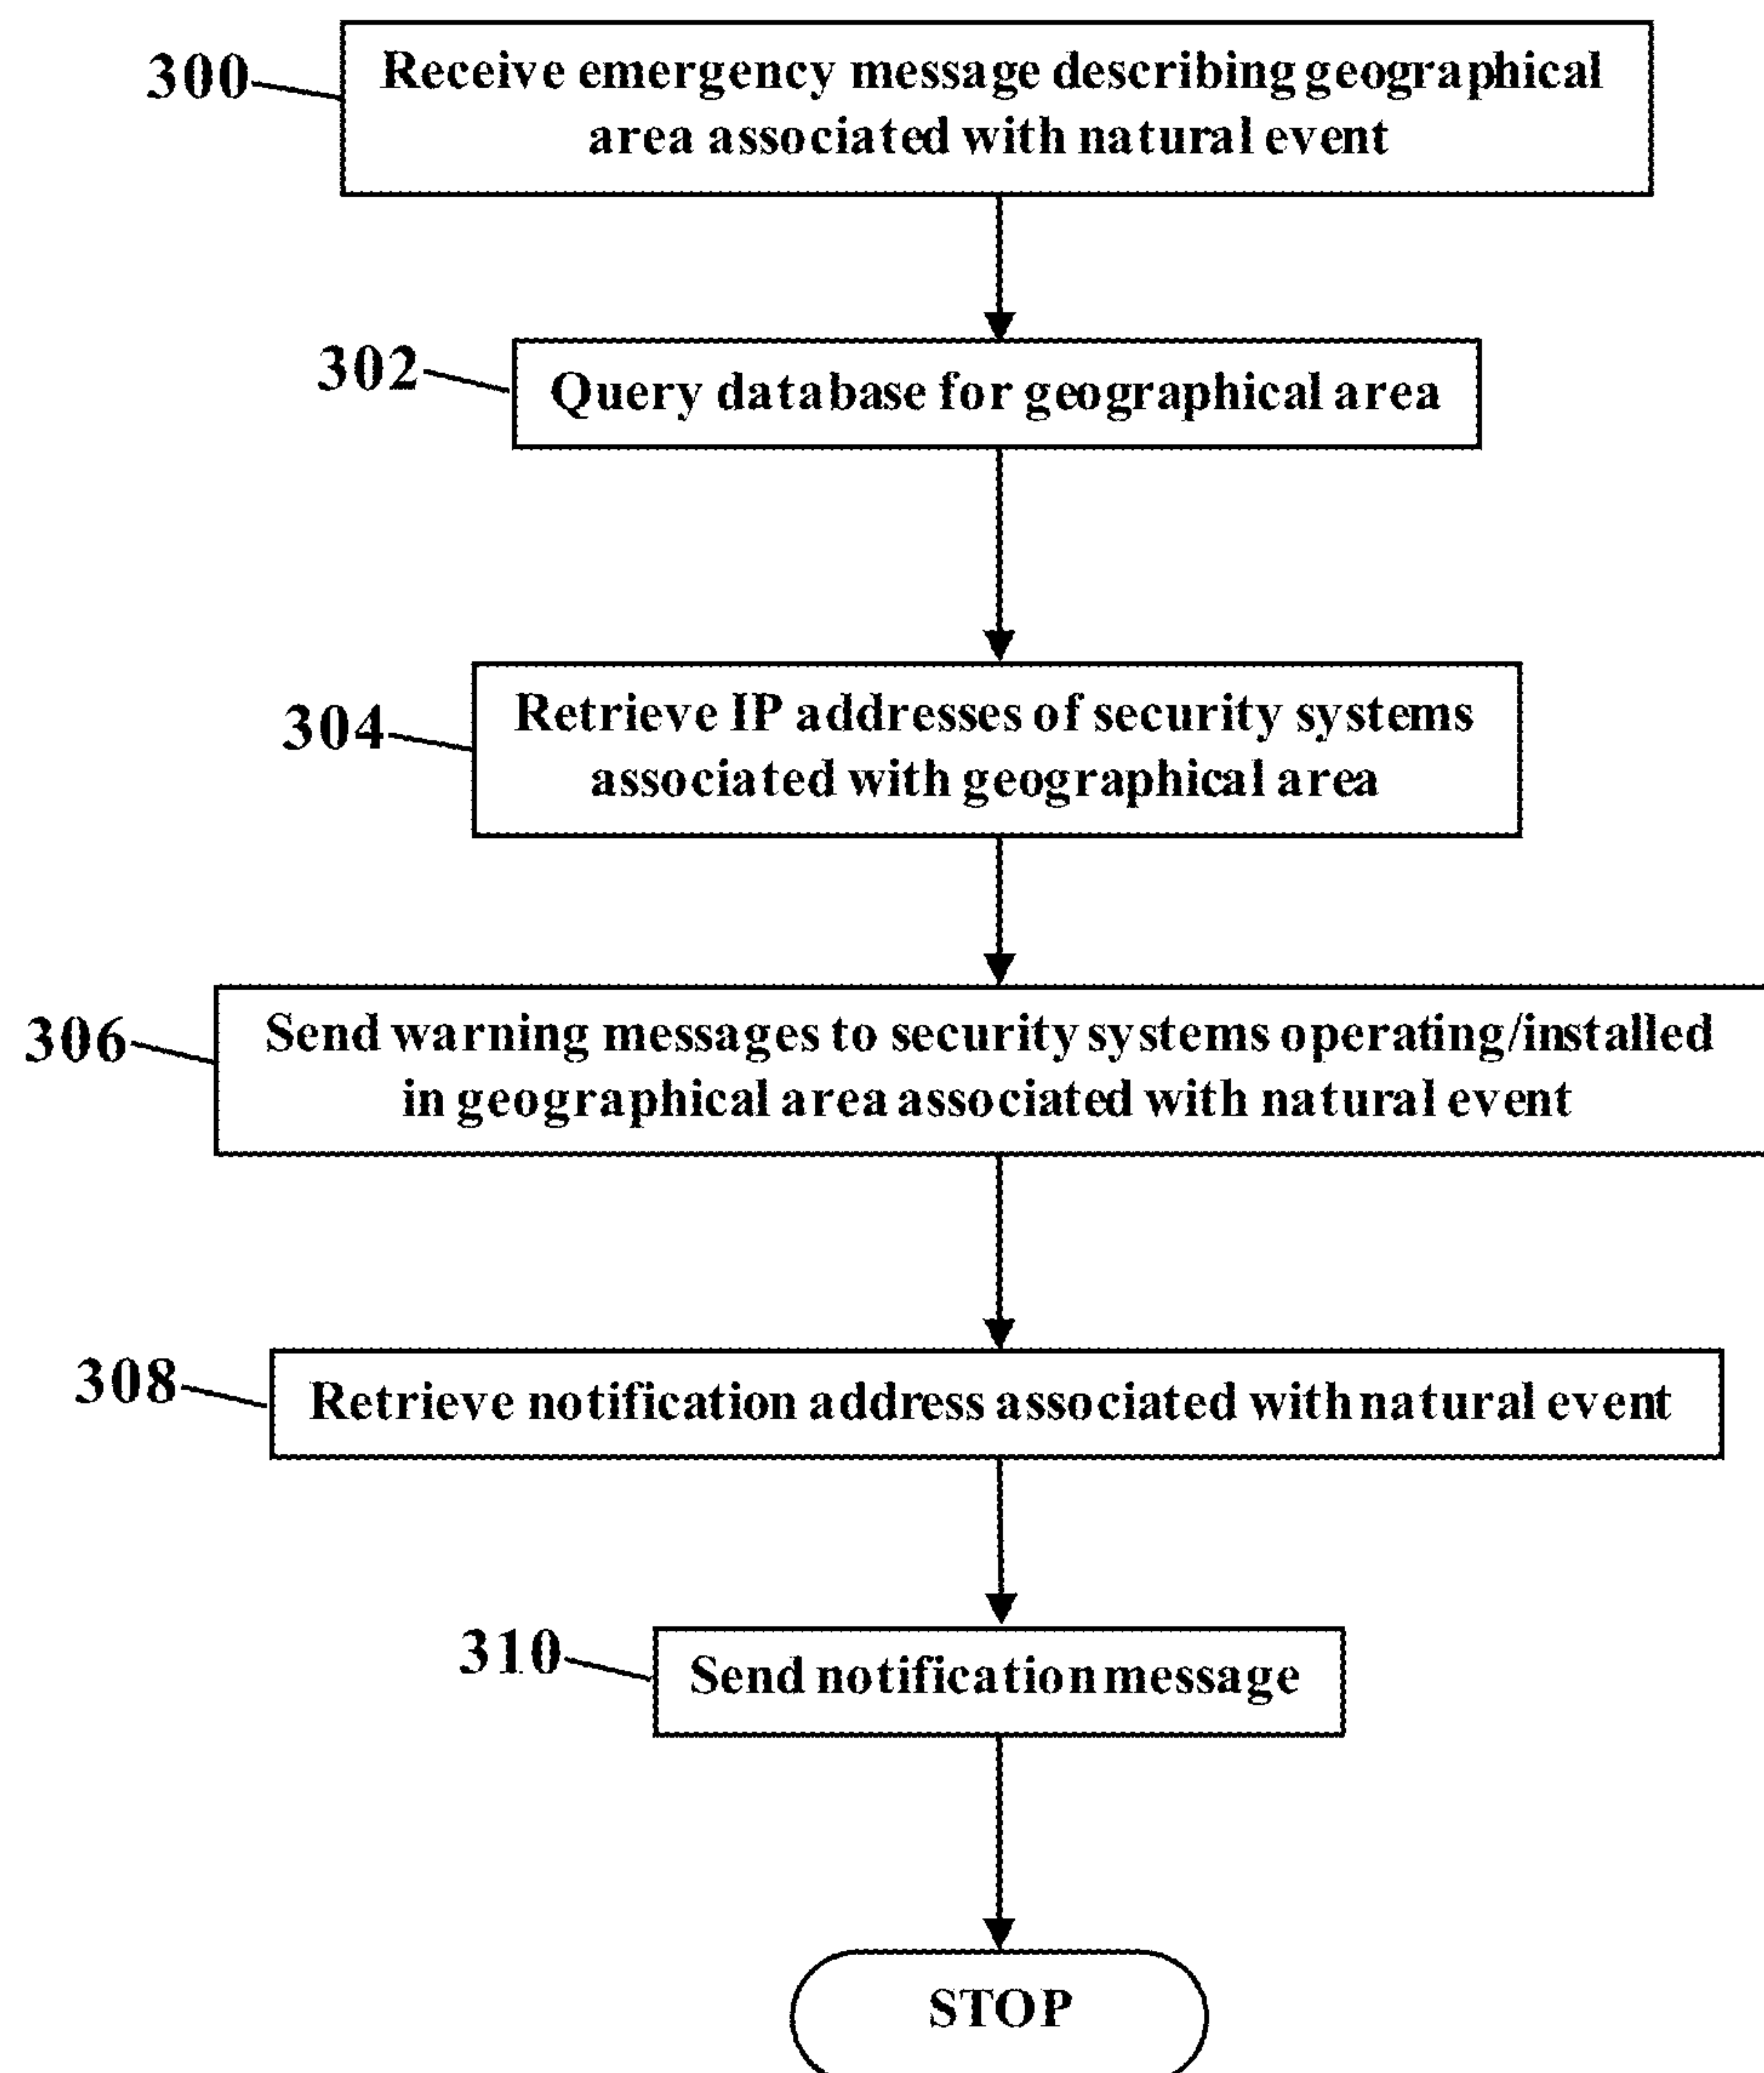 300
Receive emergency message describing geographical
area associated with natural event
302
Query database for geographical area
304
Retrieve IP addresses of security systems
associated with geographical area
306
Send warning messages to security systems operating/installed
in geographical area associated with natural event
308
Retrieve notification address associated with natural event
310
Send notification message
STOP